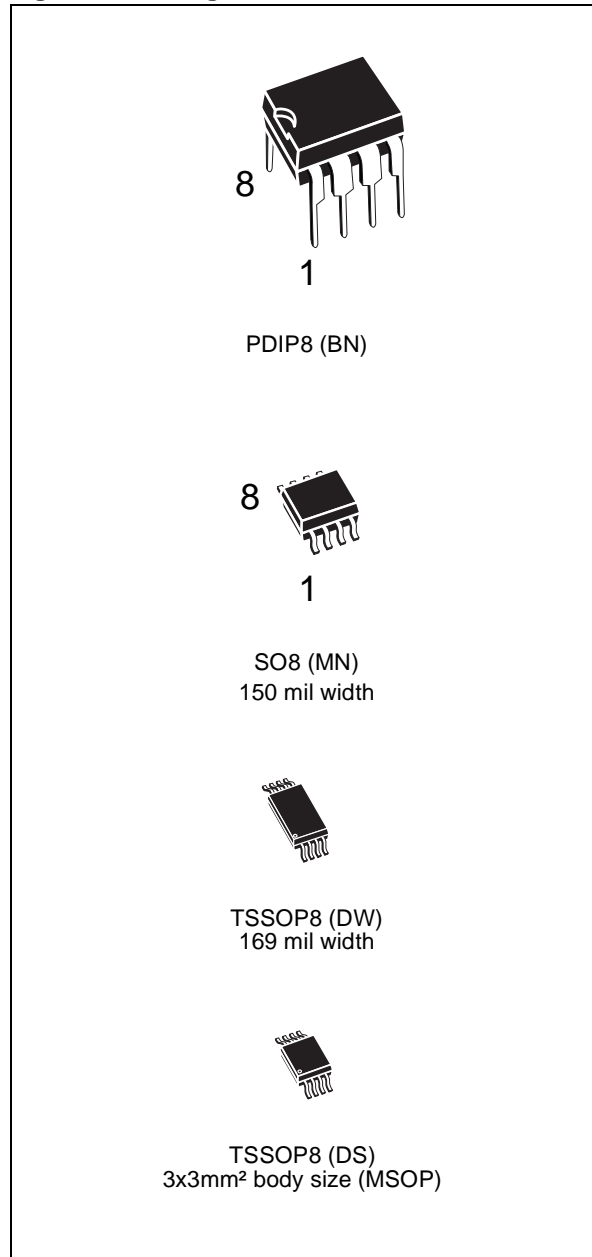 8
1
PDIP8 (BN)
8
1
SO8 (MN)
150 mil width
TSSOP8 (DW)
169 mil width
TSSOP8 (DS)
3x3mm² body size (MSOP)